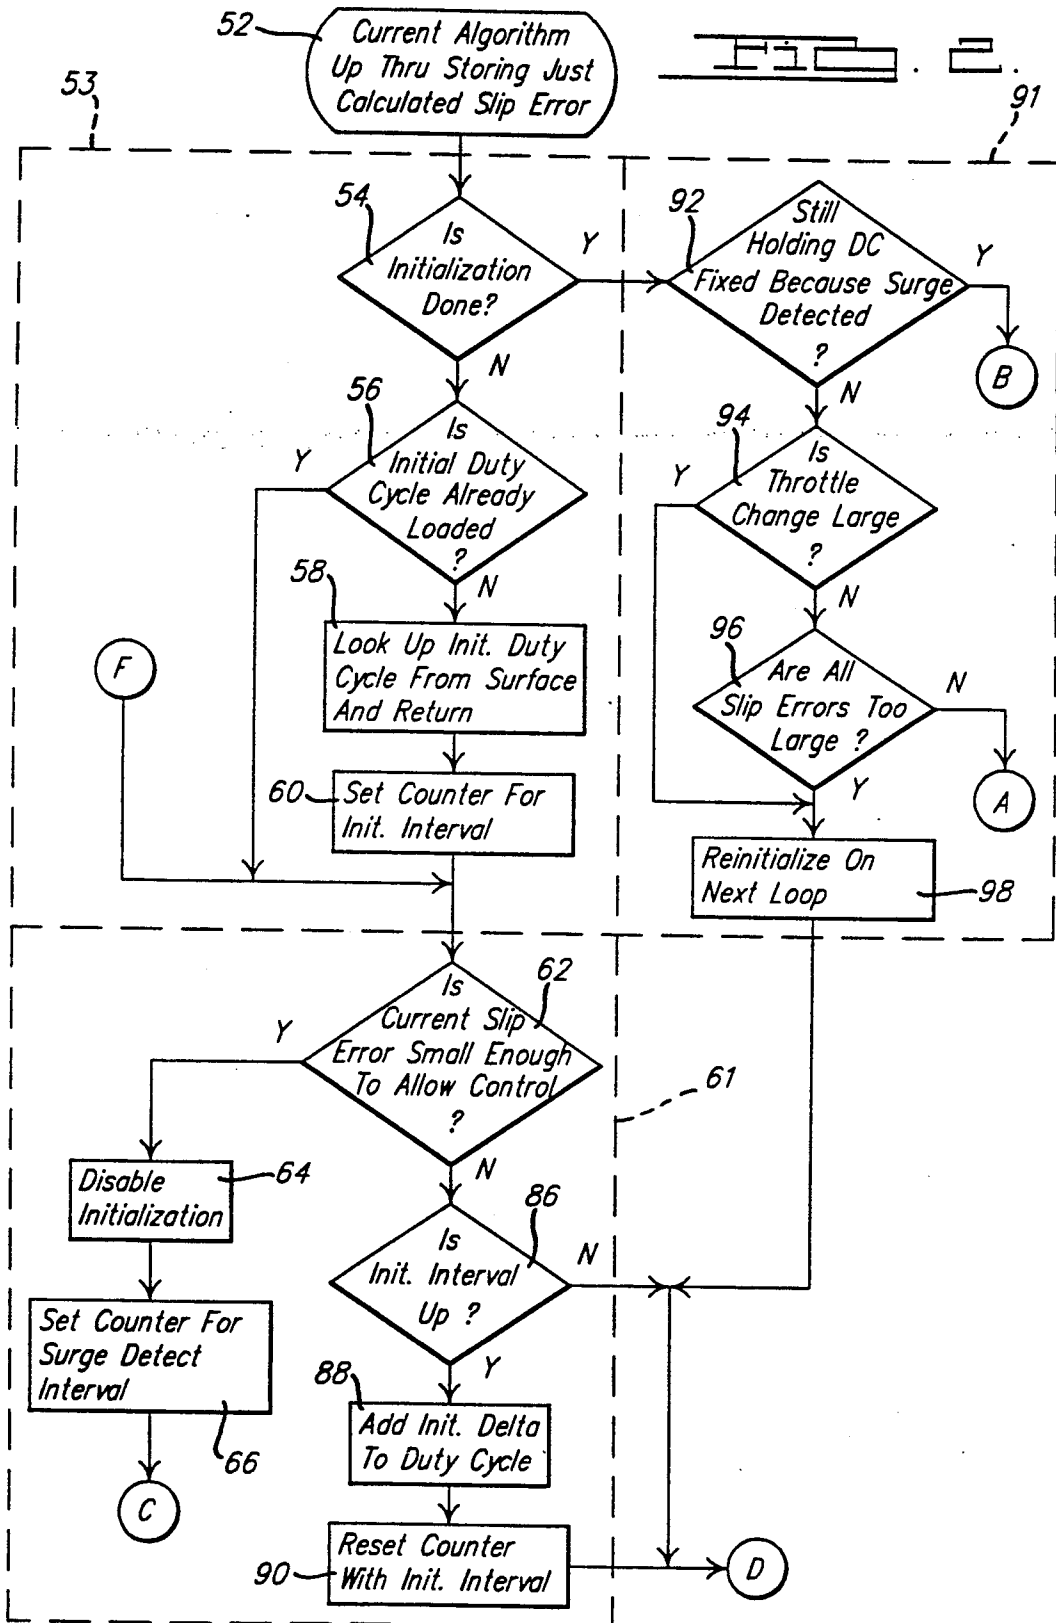 52
Current Algorithm
Up Thru Storing Just
Calculated Slip Error
53
91
54
Is
Initialization
Done?
Y
N
92
Still
Holding DC
Fixed Because Surge
Detected
?
Y
B
N
56
Is
Initial Duty
Cycle Already
Loaded
?
Y
N
94
Is
Throttle
Change Large
?
Y
N
58
Look Up Init. Duty
Cycle From Surface
And Return
F
96
Are All
Slip Errors Too
Large ?
N
A
Y
60
Set Counter For
Init. Interval
Reinitialize On
Next Loop
98
62
Is
Current Slip
Error Small Enough
To Allow Control
?
Y
N
61
Disable
Initialization
64
86
Is
Init. Interval
Up ?
N
Y
Set Counter For
Surge Detect
Interval
66
C
88
Add Init. Delta
To Duty Cycle
90
Reset Counter
With Init. Interval
D